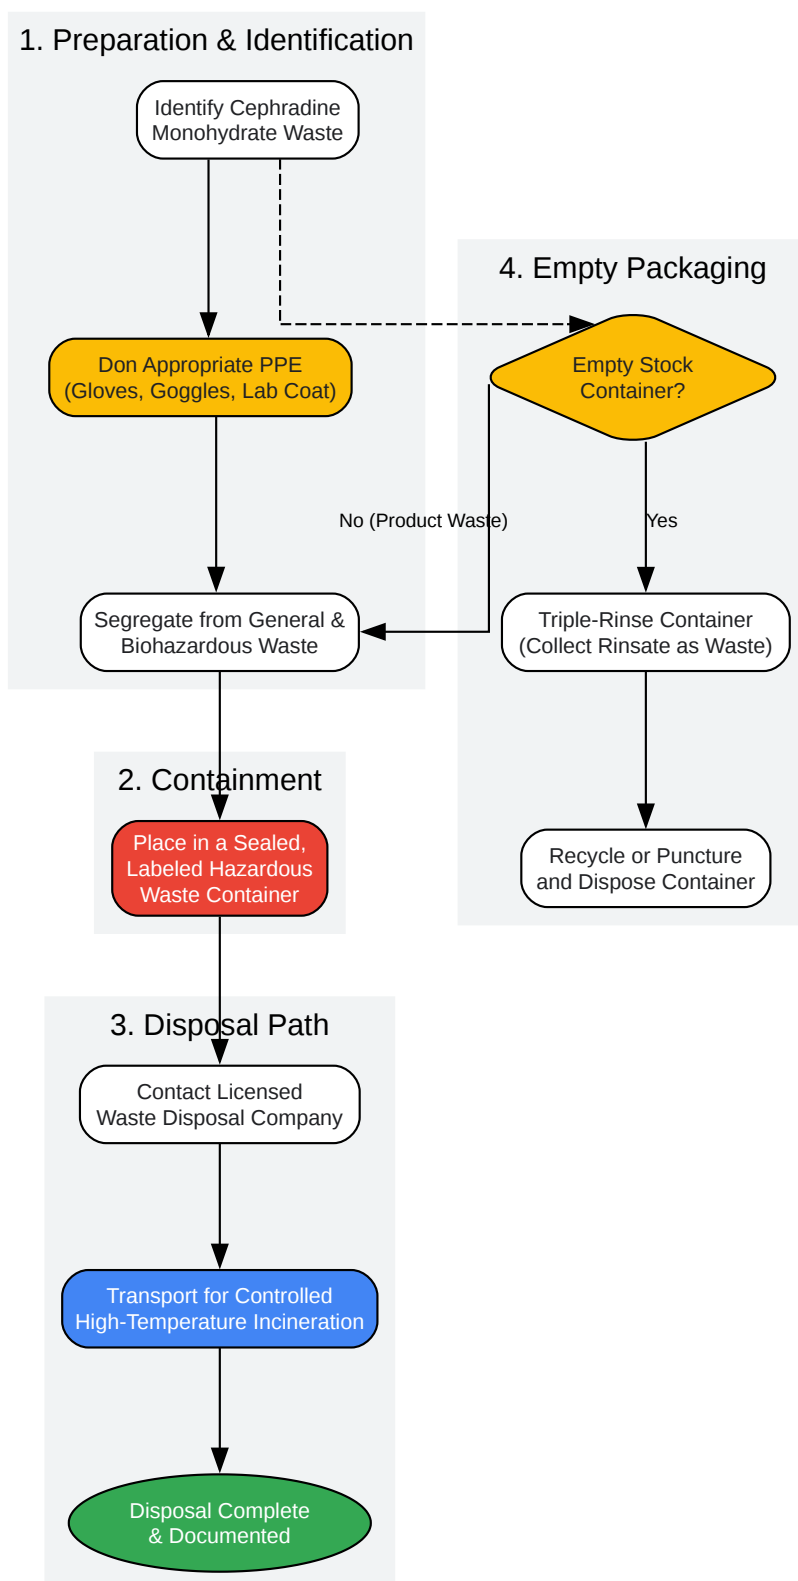 1. Preparation & Identification
Identify Cephradine
Monohydrate Waste
4. Empty Packaging
Don Appropriate PPE
(Gloves, Goggles, Lab Coat)
Empty Stock
Container?
No (Product Waste)
Yes
Segregate from General &
Biohazardous Waste
Triple-Rinse Container
(Collect Rinsate as Waste)
2. Containment
Place in a Sealed,
Labeled Hazardous
Waste Container
Recycle or Puncture
and Dispose Container
3. Disposal Path
Contact Licensed
Waste Disposal Company
Transport for Controlled
High-Temperature Incineration
Disposal Complete
& Documented